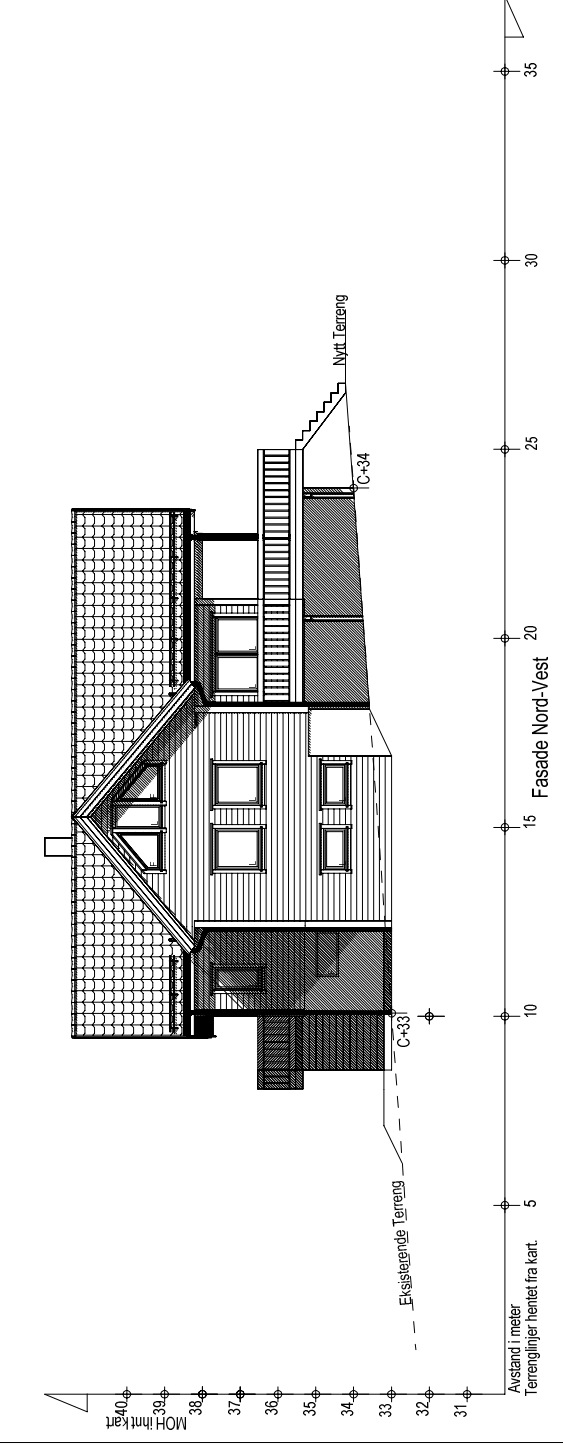 MOH ihht kart
40
39
38
37
36
35
34
33
32
31
Eksisterende Terreng
C+33
C+34
Nytt Terreng
5
10
15
20
25
30
35
Fasade Nord-Vest
Avstand i meter
Terrenglinjer hentet fra kart.